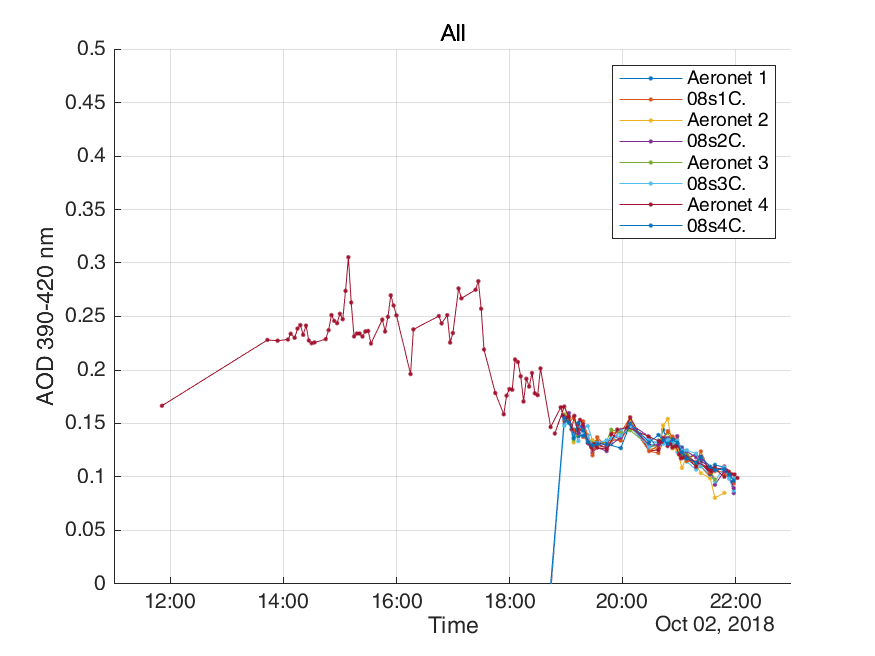 All
0.5
0.45
0.4
0.35
0.3
0.25
0.2
0.15
0.1
0.05
0
AOD 390-420 nm
Aeronet 1
08s1C.
Aeronet 2
08s2C.
Aeronet 3
08s3C.
Aeronet 4
08s4C.
12:00 14:00 16:00 18:00 20:00 22:00
Time
Oct 02, 2018